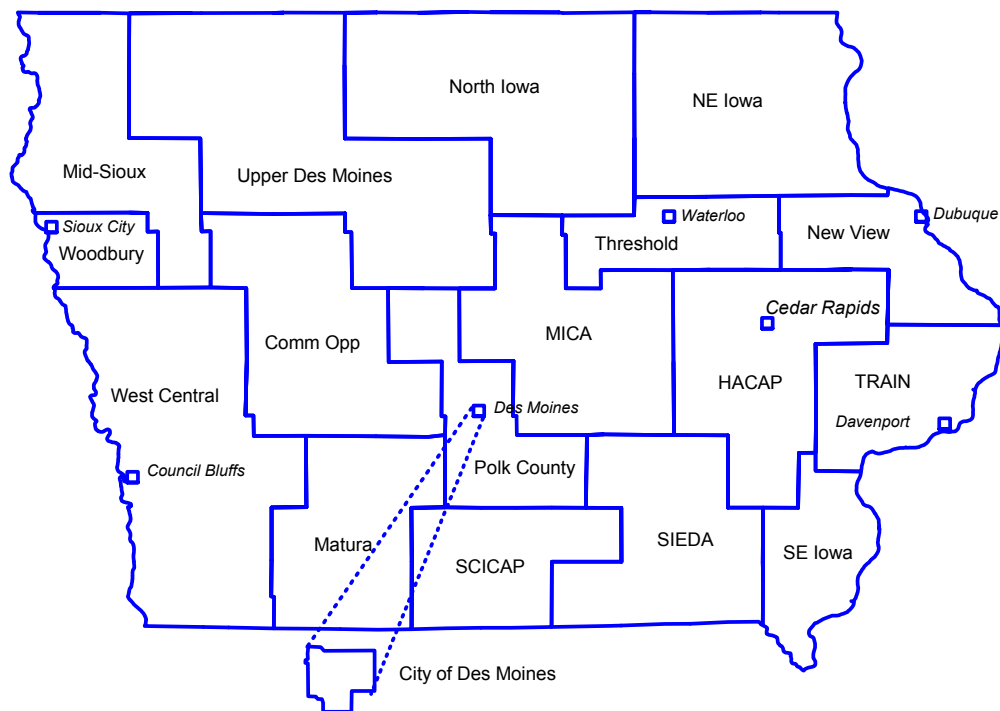 North Iowa
NE Iowa
Mid-Sioux
Upper Des Moines
Sioux City
Woodbury
Waterloo
Threshold
Dubuque
New View
Cedar Rapids
Comm Opp
MICA
HACAP
TRAIN
West Central
Des Moines
Davenport
Council Bluffs
Polk County
Matura
SCICAP
SIEDA
SE Iowa
City of Des Moines